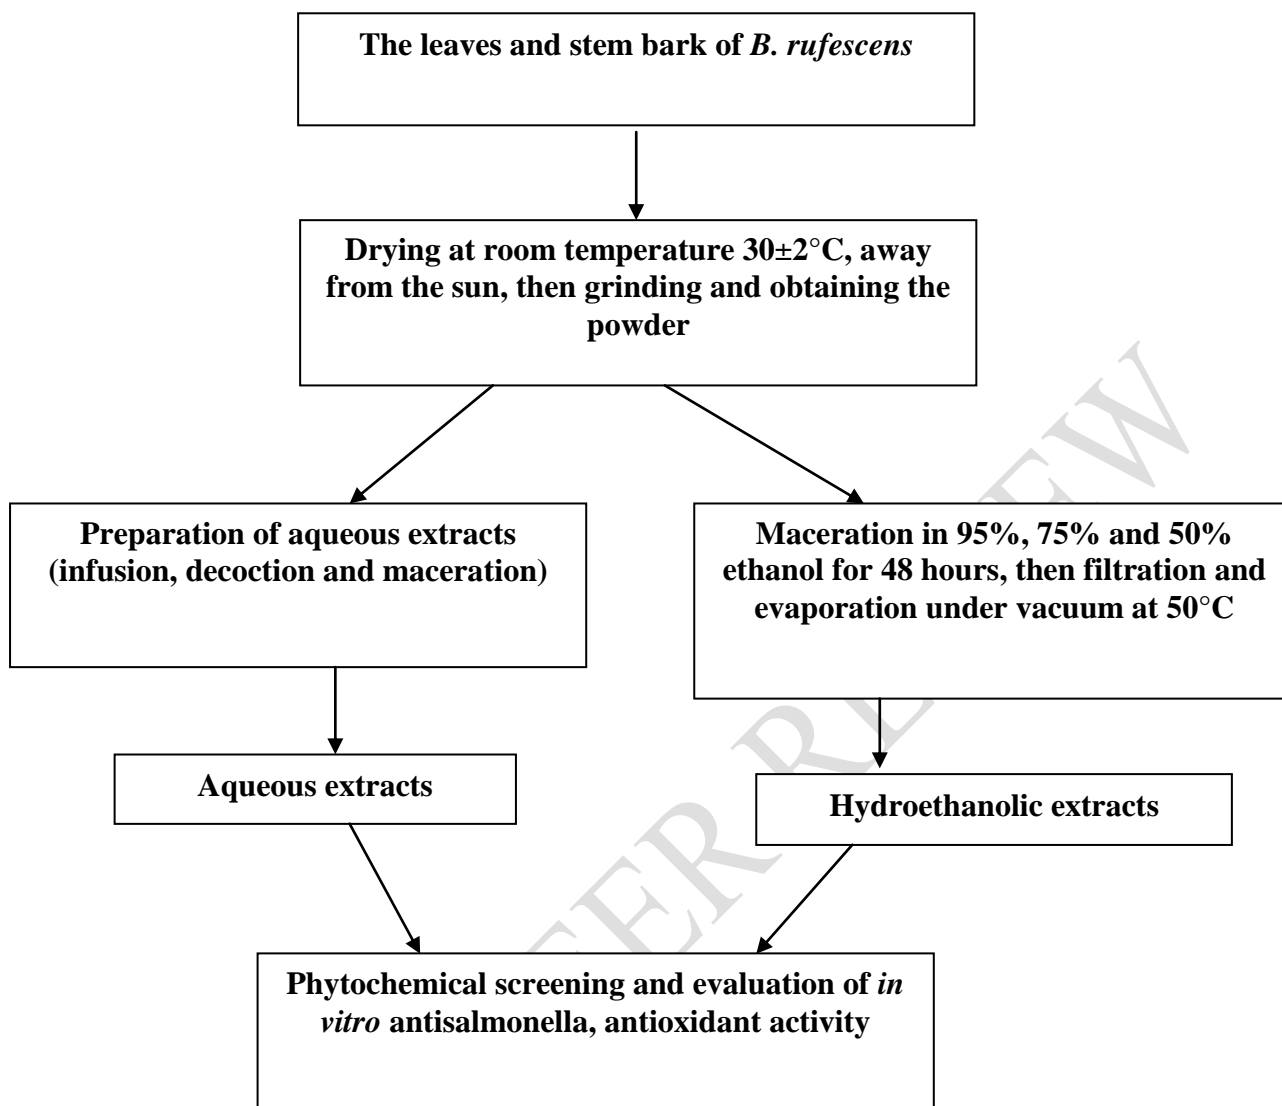 The leaves and stem bark of B. rufescens
Drying at room temperature 30±2°C, away
from the sun, then grinding and obtaining the
powder
Preparation of aqueous extracts
(infusion, decoction and maceration)
Maceration in 95%, 75% and 50%
ethanol for 48 hours, then filtration and
evaporation under vacuum at 50°C
Aqueous extracts
Hydroethanolic extracts
Phytochemical screening and evaluation of in
vitro antisalmonella, antioxidant activity